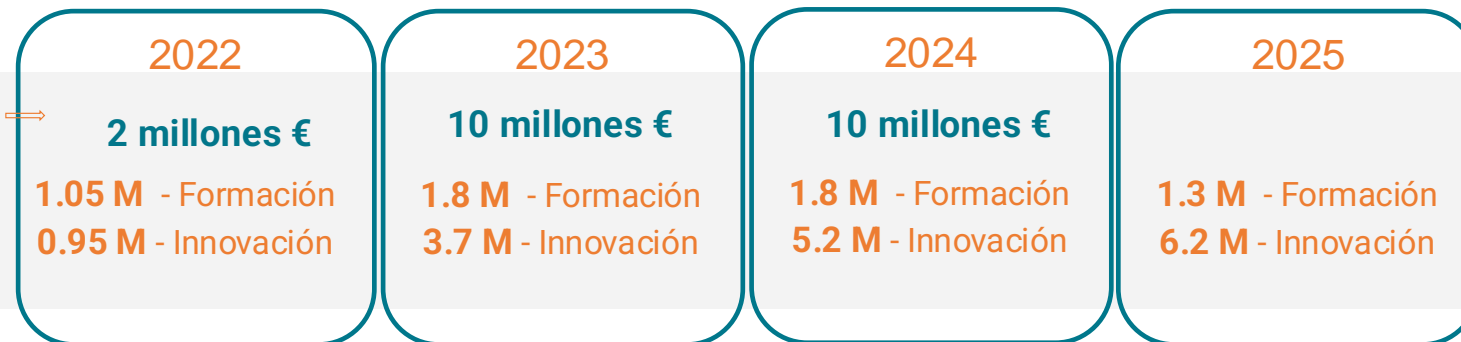 2022
2 millones €
1.05 M - Formación
0.95 M - Innovación
2023
10 millones €
1.8 M - Formación
3.7 M - Innovación
2024
10 millones €
1.8 M - Formación
5.2 M - Innovación
2025
1.3 M - Formación
6.2 M - Innovación